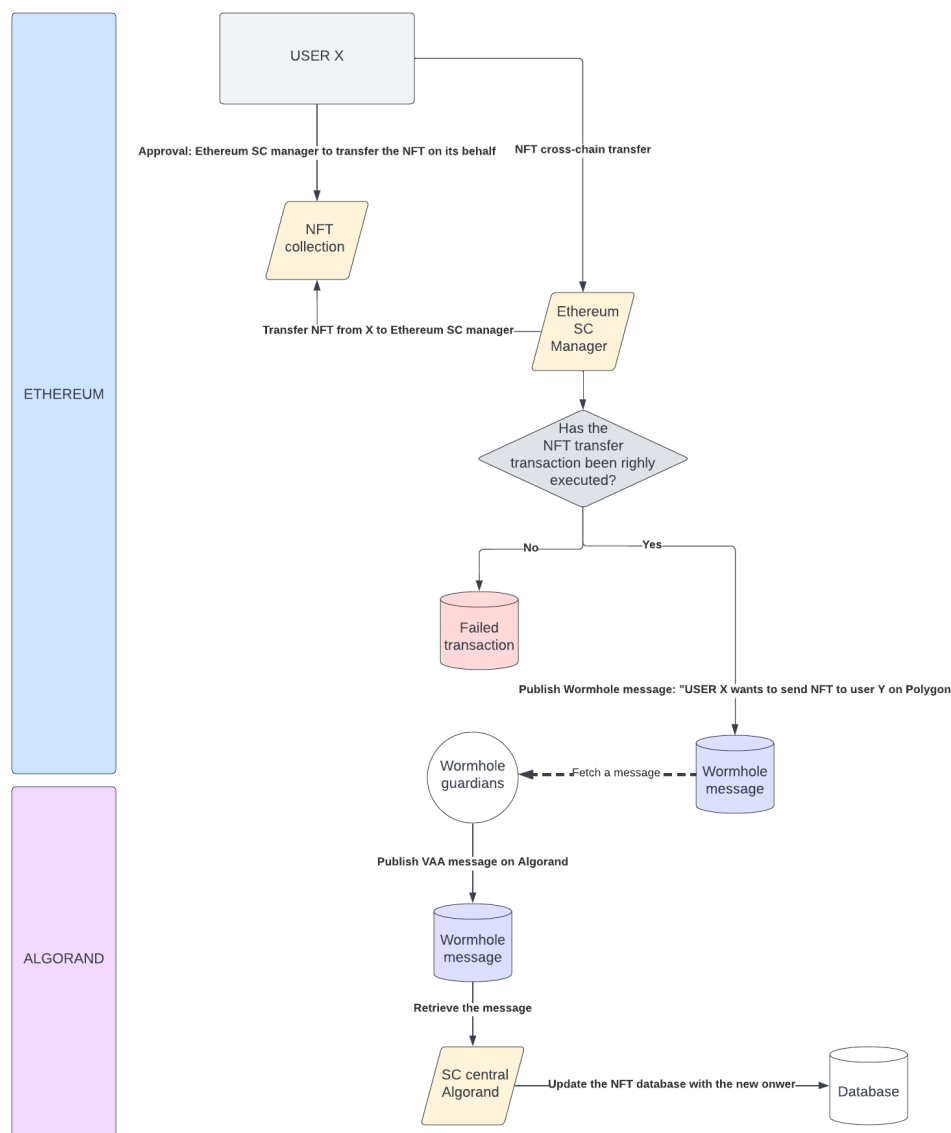 USER X
Approval: Ethereum SC manager to transfer the NFT on its behalf
NFT cross-chain transfer
NFT
collection
Ethereum
SC
Manager
Transfer NFT from X to Ethereum SC manager
ETHEREUM
Has the
NFT transfer
transaction been righly
executed?
No
Yes
Failed
transaction
Publish Wormhole message: "USER X wants to send NFT to user Y on Polygon
Wormhole
guardians
Fetch a message
Wormhole
message
Publish VAA message on Algorand
Wormhole
message
ALGORAND
Retrieve the message
SC central
Algorand
Update the NFT database with the new onwer
Database